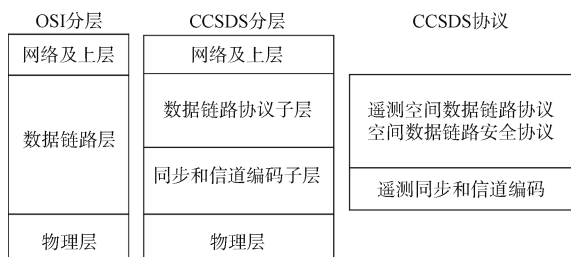 OSI分层 CCSDS分层 CCSDS协议
网络及上层 网络及上层
数据链路层
数据链路协议子层
遥测空间数据链路协议
空间数据链路安全协议
同步和信道编码子层
遥测同步和信道编码
物理层 物理层